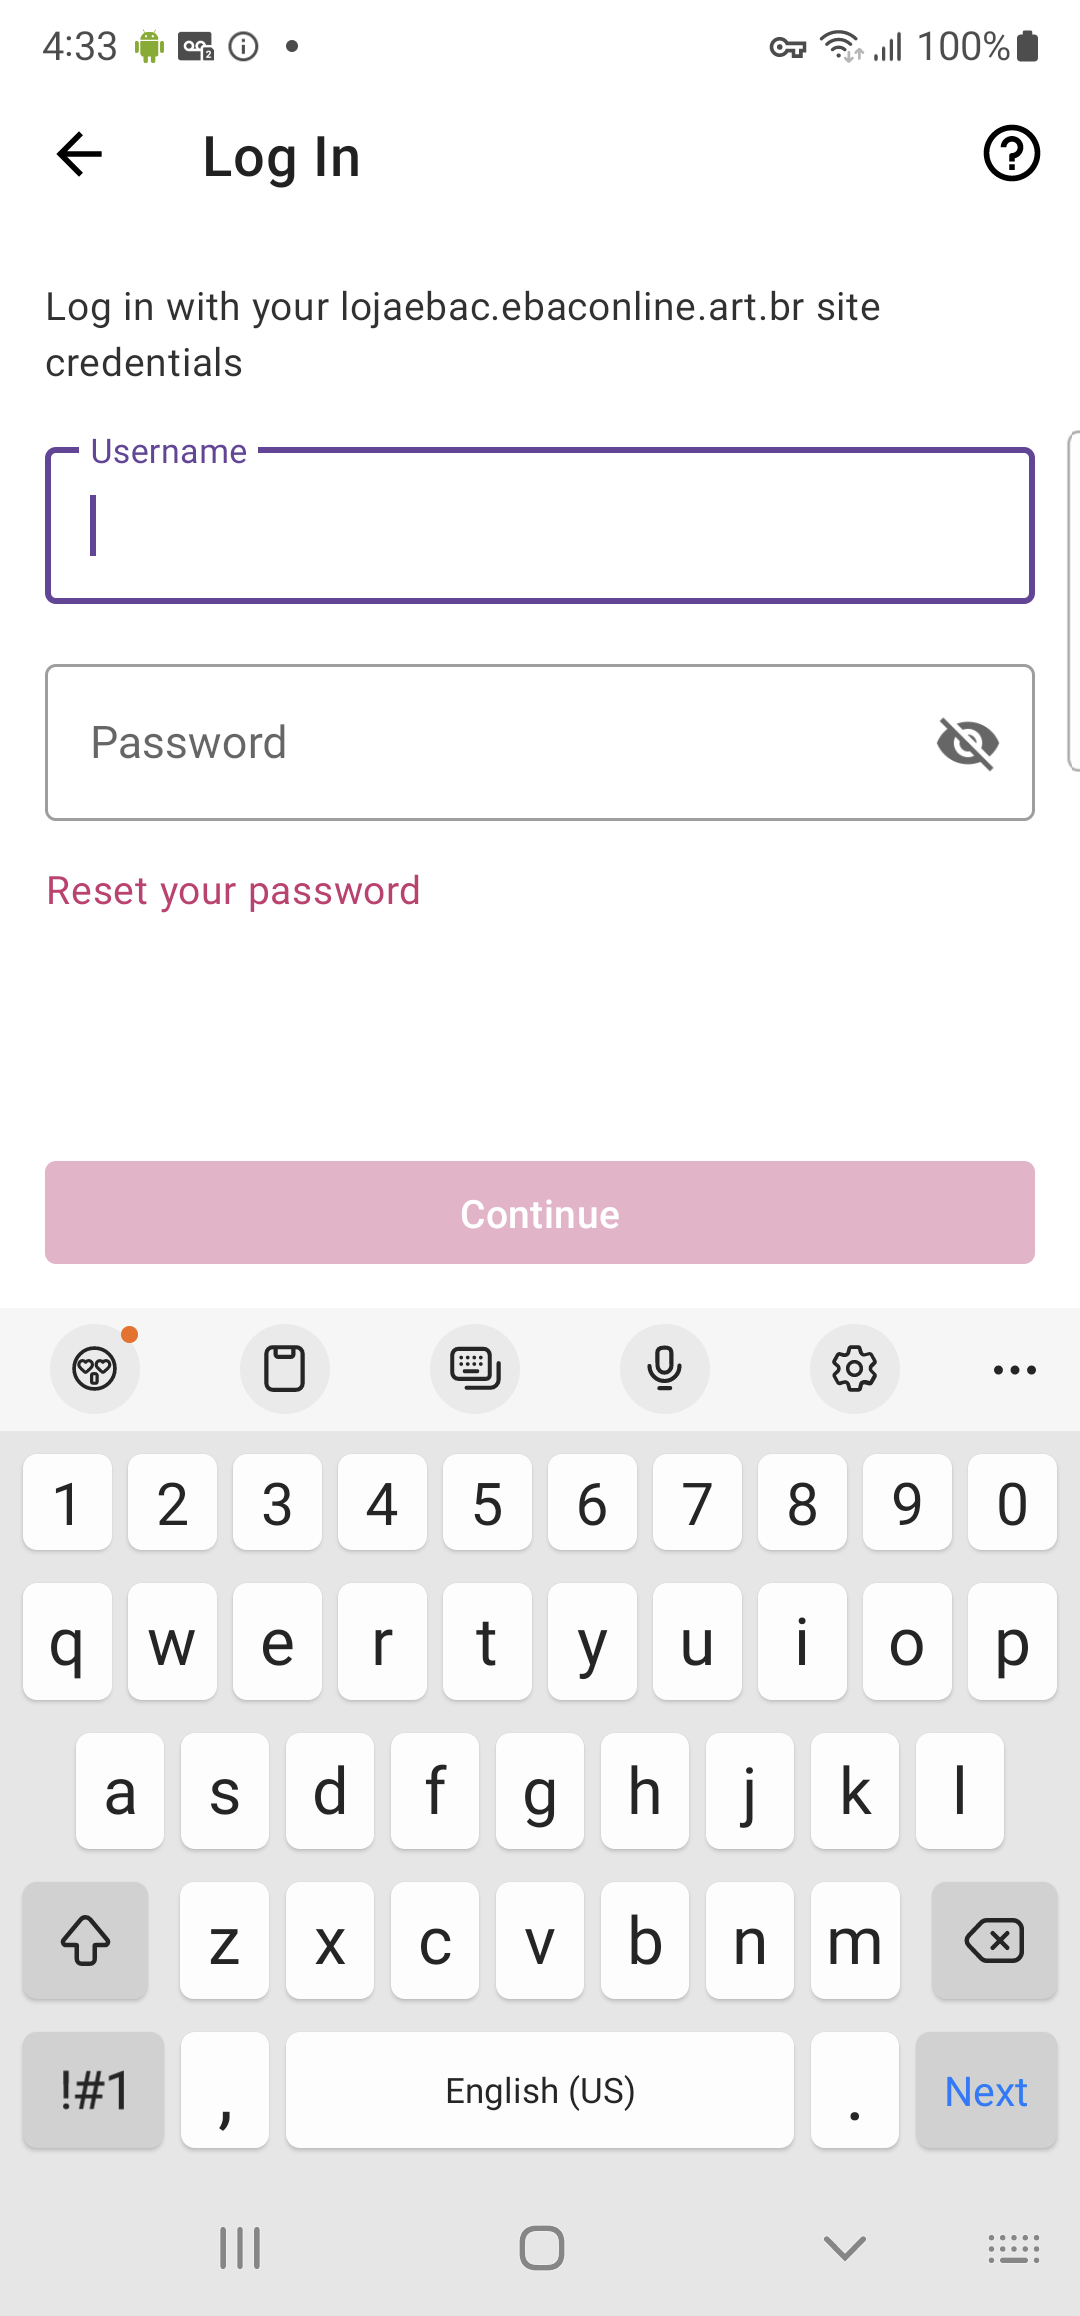 4:33 100%
Log In
Log in with your lojaebac.ebaconline.art.br site
credentials
Username
Password
Reset your password
Continue
1 2 3 4 5 6 7 8 9 0
q w e r t y u i o p
a s d f g h j k l
z x c v b n m
!#1 , English (US) . Next